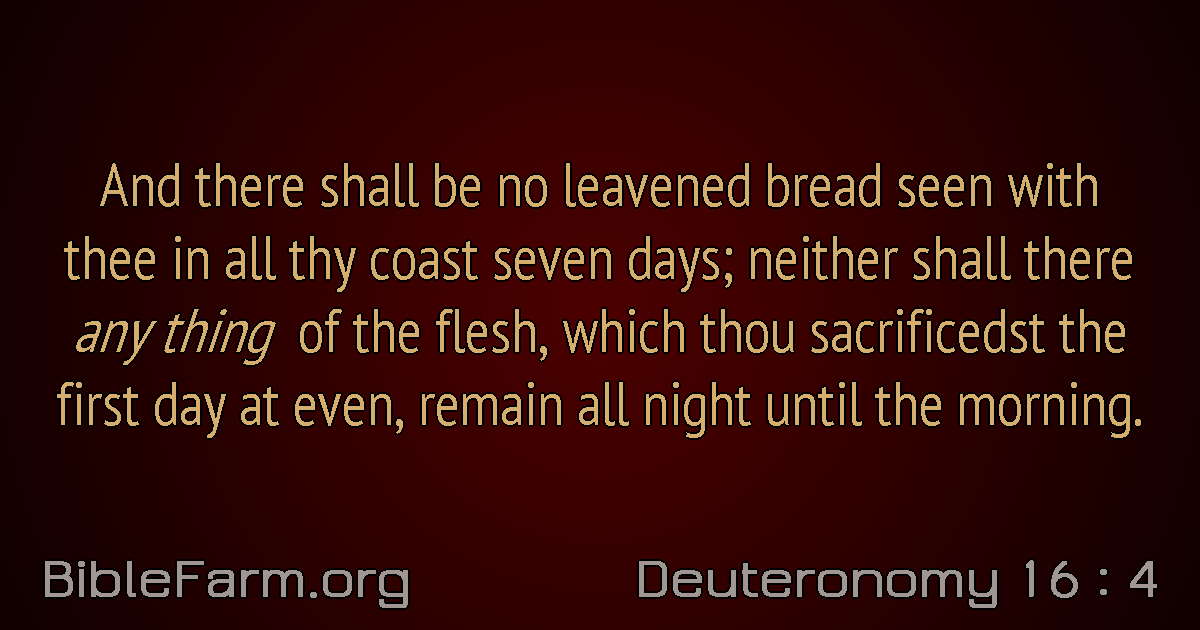 And there shall be no leavened bread seen with
thee in all thy coast seven days; neither shall there
any thing of the flesh, which thou sacrificedst the
first day at even, remain all night until the morning.
BibleFarm.org
Deuteronomy 16 : 4